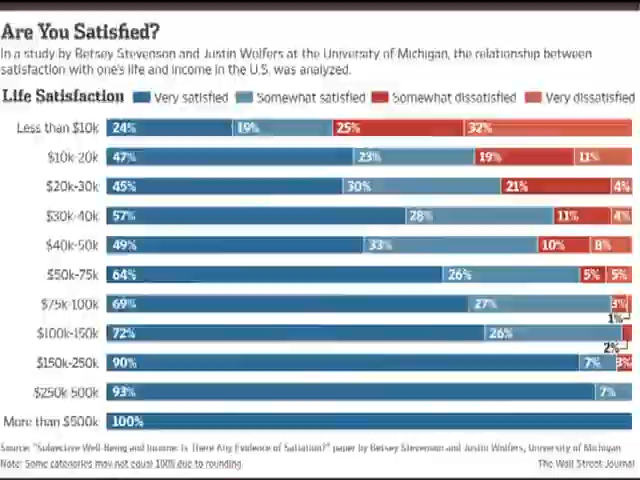 Are You Satisfied?
In a study by Betsey Stevenson and Justin Wolfers at the University of Michigan, the relationship between
satisfaction with one's life and income in the U.S. was analyzed.
Life Satisfaction Very satisfied Somewhat satisfied Somewhat dissatisfied Very dissatisfied
Less than $10k 24% 19% 25% 32%
$10k-20k 47% 23% 19% 11%
$20k-30k 45% 30% 21% 4%
$30k-40k 57% 28% 11% 4%
$40k-50k 49% 33% 10% 8%
$50k-75k 64% 26% 5% 5%
$75k-100k 69% 27% 3%
1%
$100k-150k 72% 26%
2%
$150k-250k 90% 7% 3%
$250k-500k 93% 7%
More than $500k 100%
Source: "Subjective Well-Being and Income: Is There Any Evidence of Satiation?" paper by Betsey Stevenson and Justin Wolfers, University of Michigan
Note: Some categories may not equal 100% due to rounding. The Wall Street Journal